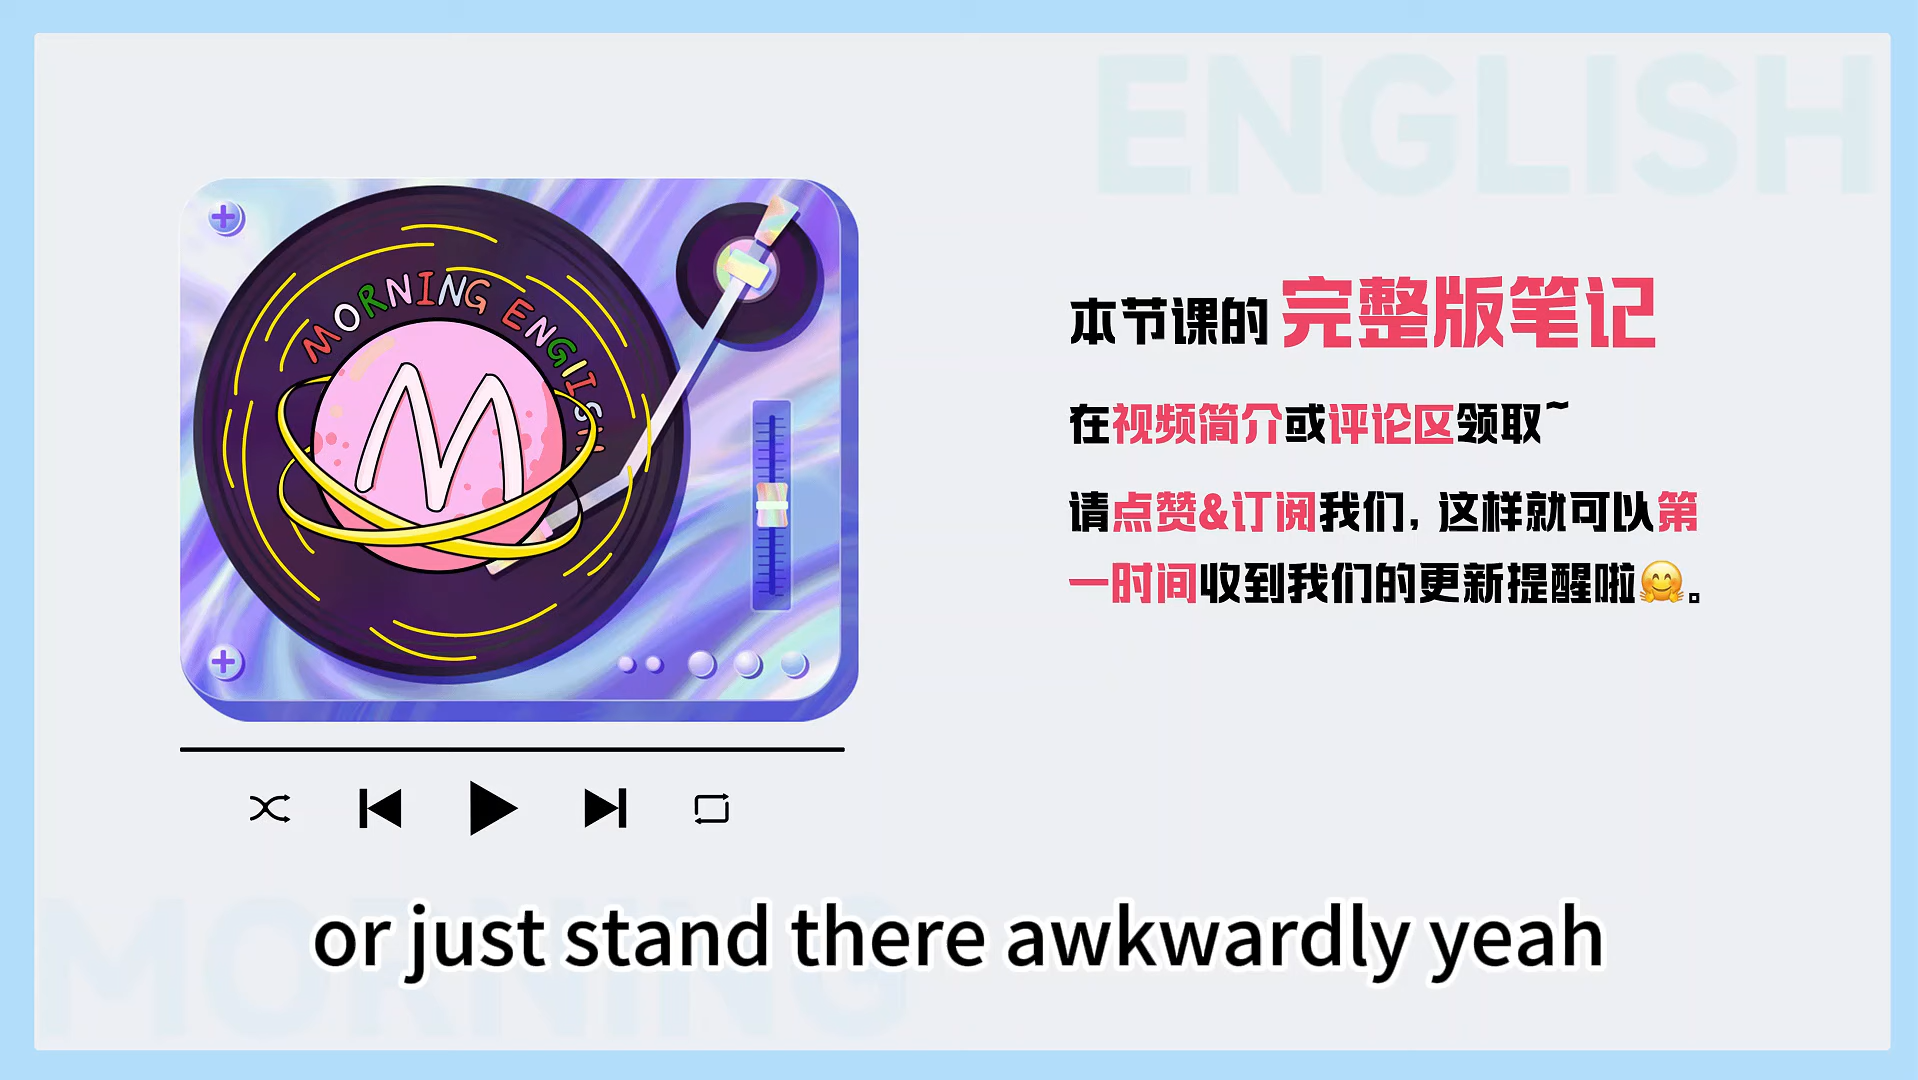 ENGLISH
MORNING ENGLISH
M
本节课的 完整版笔记
在视频简介或评论区领取~
请点赞&订阅我们, 这样就可以第
一时间收到我们的更新提醒啦🤗。
MORNING
or just stand there awkwardly yeah